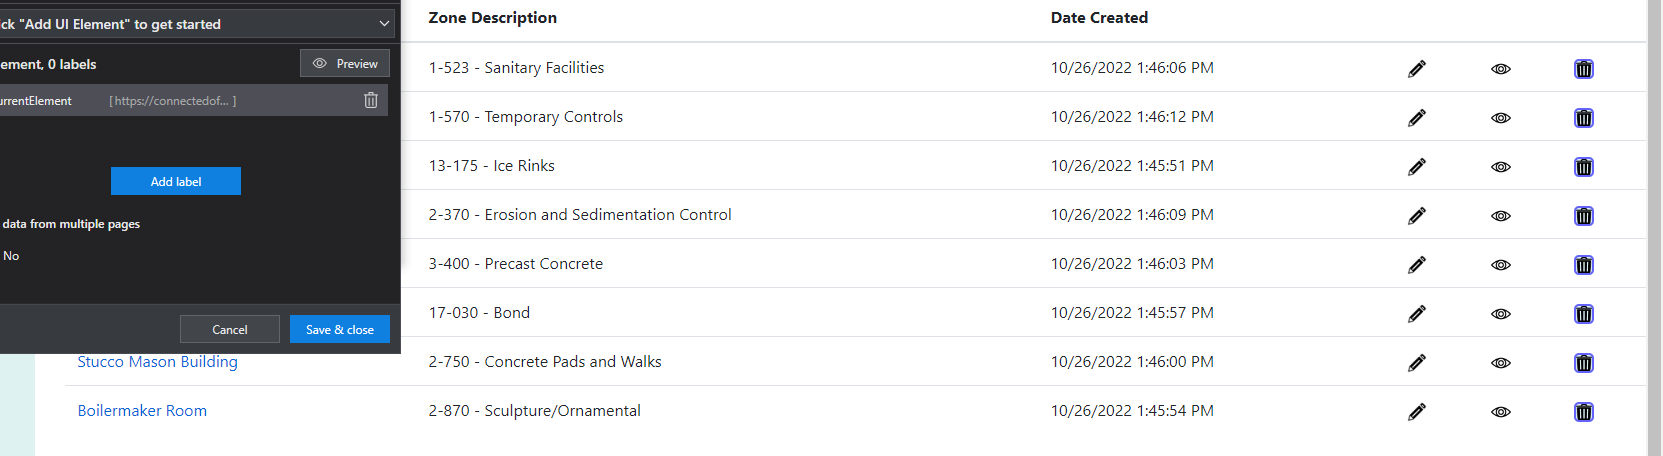 ick "Add UI Element" to get started
ement, 0 labels
Preview
urrentElement [ https://connectedof... ]
Add label
data from multiple pages
No
Cancel Save & close
Zone Description Date Created
1-523 - Sanitary Facilities 10/26/2022 1:46:06 PM
1-570 - Temporary Controls 10/26/2022 1:46:12 PM
13-175 - Ice Rinks 10/26/2022 1:45:51 PM
2-370 - Erosion and Sedimentation Control 10/26/2022 1:46:09 PM
3-400 - Precast Concrete 10/26/2022 1:46:03 PM
17-030 - Bond 10/26/2022 1:45:57 PM
Stucco Mason Building 2-750 - Concrete Pads and Walks 10/26/2022 1:46:00 PM
Boilermaker Room 2-870 - Sculpture/Ornamental 10/26/2022 1:45:54 PM